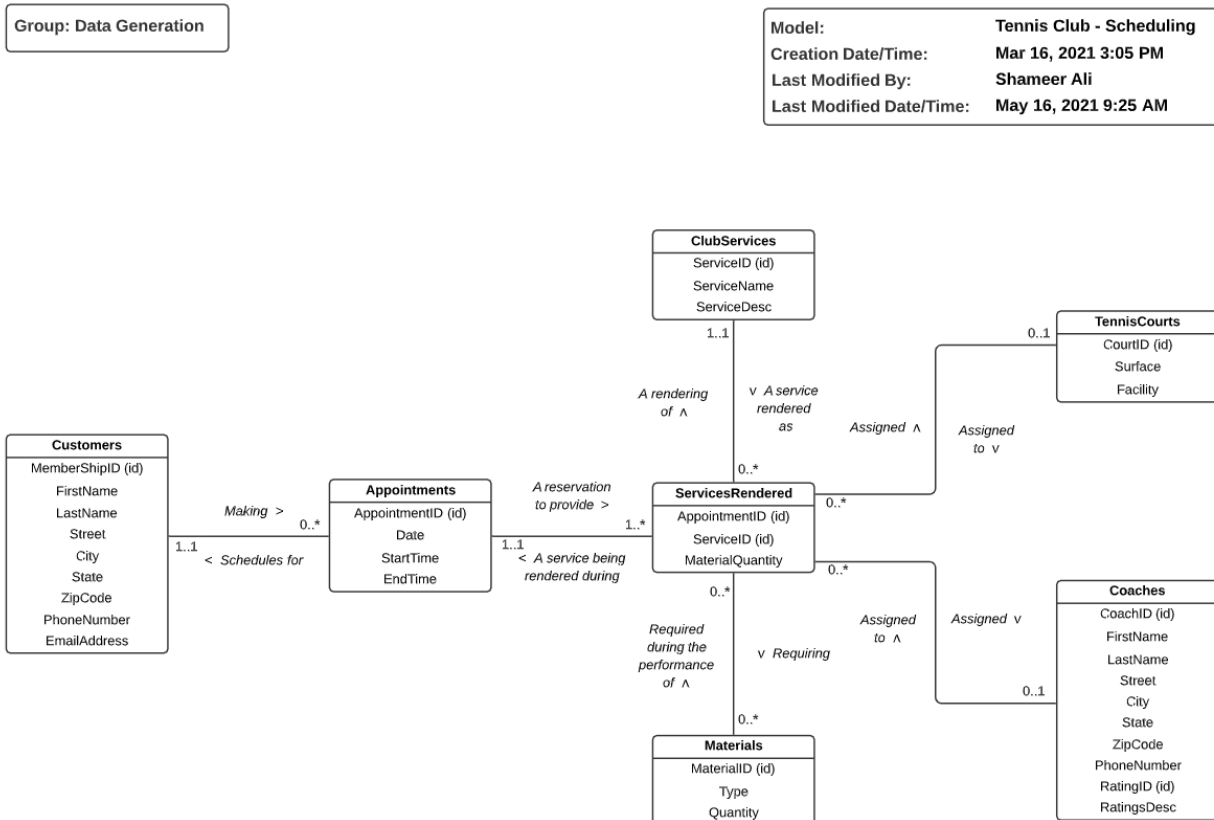 Group: Data Generation
Model: Tennis Club - Scheduling
Creation Date/Time: Mar 16, 2021 3:05 PM
Last Modified By: Shameer Ali
Last Modified Date/Time: May 16, 2021 9:25 AM
ClubServices
ServiceID (id)
ServiceName
ServiceDesc
1..1
A rendering
of ʌ
v A service
rendered
as
0..*
TennisCourts
CourtID (id)
Surface
Facility
0..1
Assigned ʌ
Assigned
to v
0..*
Customers
MemberShipID (id)
FirstName
LastName
Street
City
State
ZipCode
PhoneNumber
EmailAddress
Making >
0..*
1..1
< Schedules for
Appointments
AppointmentID (id)
Date
StartTime
EndTime
A reservation
to provide >
1..*
1..1
< A service being
rendered during
ServicesRendered
AppointmentID (id)
ServiceID (id)
MaterialQuantity
0..*
0..*
Required
during the
performance
of ʌ
v Requiring
0..*
Assigned
to ʌ
Assigned v
0..1
Materials
MaterialID (id)
Type
Quantity
Coaches
CoachID (id)
FirstName
LastName
Street
City
State
ZipCode
PhoneNumber
RatingID (id)
RatingsDesc